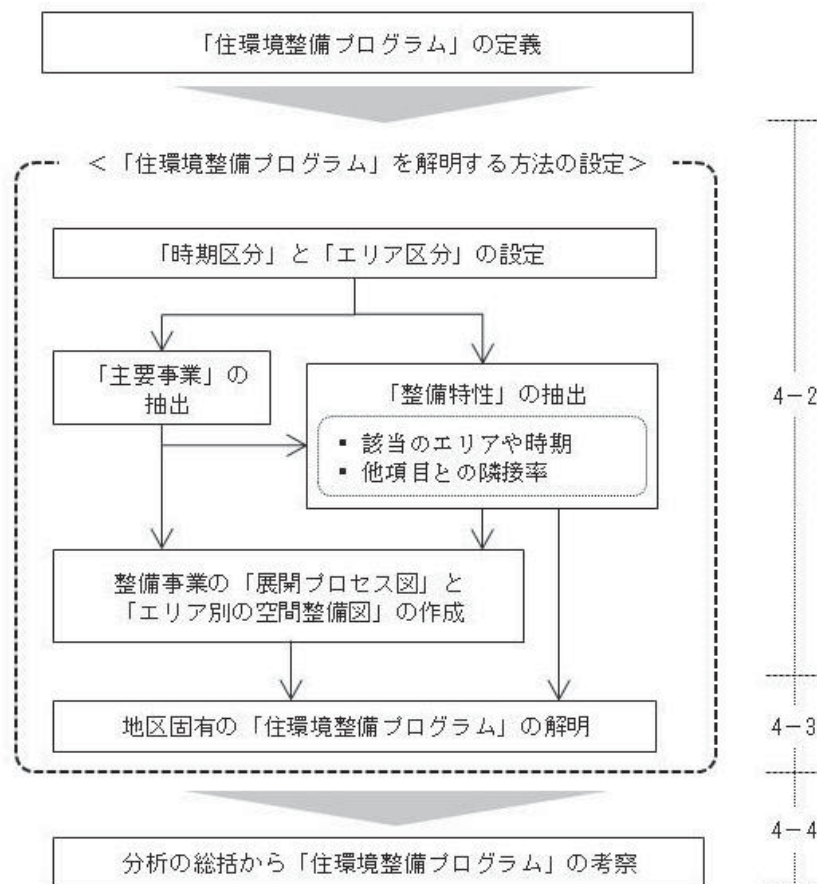 「住環境整備プログラム」の定義
＜「住環境整備プログラム」を解明する方法の設定＞
「時期区分」と「エリア区分」の設定
「主要事業」の
抽出
「整備特性」の抽出
▪ 該当のエリアや時期
▪ 他項目との隣接率
整備事業の「展開プロセス図」と
「エリア別の空間整備図」の作成
地区固有の「住環境整備プログラム」の解明
分析の総括から「住環境整備プログラム」の考察
4－2
4－3
4－4